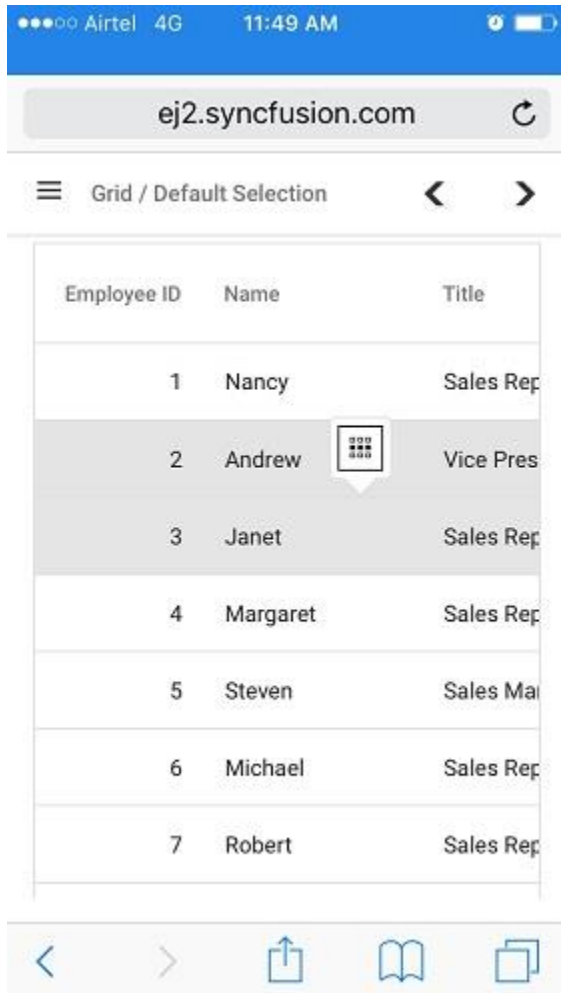 Airtel 4G 11:49 AM
ej2.syncfusion.com
Grid / Default Selection
Employee ID Name Title
1 Nancy Sales Rep
2 Andrew Vice Pres
3 Janet Sales Rep
4 Margaret Sales Rep
5 Steven Sales Ma
6 Michael Sales Rep
7 Robert Sales Rep